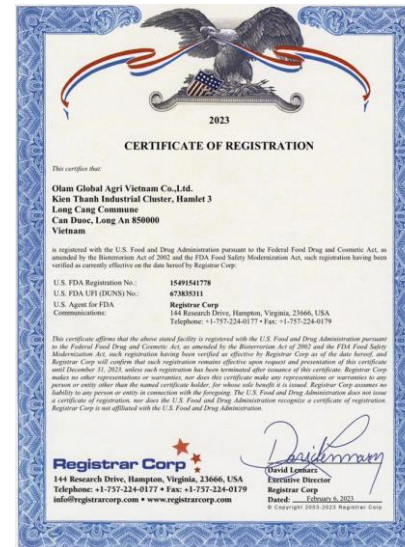 2023
CERTIFICATE OF REGISTRATION
This certifies that:
Olam Global Agri Vietnam Co.,Ltd.
Kien Thanh Industrial Cluster, Hamlet 3
Long Cang Commune
Can Duoc, Long An 850000
Vietnam
is registered with the U.S. Food and Drug Administration pursuant to the Federal Food Drug and Cosmetic Act, as
amended by the Bioterrorism Act of 2002 and the FDA Food Safety Modernization Act, such registration having been
verified as currently effective on the date hereof by Registrar Corp:
U.S. FDA Registration No.: 15491541778
U.S. FDA UFI (DUNS) No.: 673835311
U.S. Agent for FDA Registrar Corp
Communications: 144 Research Drive, Hampton, Virginia, 23666, USA
Telephone: +1-757-224-0177 • Fax: +1-757-224-0179
This certificate affirms that the above stated facility is registered with the U.S. Food and Drug Administration pursuant
to the Federal Food Drug and Cosmetic Act, as amended by the Bioterrorism Act of 2002 and the FDA Food Safety
Modernization Act, such registration having been verified as effective by Registrar Corp as of the date hereof, and
Registrar Corp will confirm that such registration remains effective upon request and presentation of this certificate
until December 31, 2023, unless such registration has been terminated after issuance of this certificate. Registrar Corp
makes no other representations or warranties, nor does this certificate make any representations or warranties to any
person or entity other than the named certificate holder, for whose sole benefit it is issued. Registrar Corp assumes no
liability to any person or entity in connection with the foregoing. The U.S. Food and Drug Administration does not issue
a certificate of registration, nor does the U.S. Food and Drug Administration recognize a certificate of registration.
Registrar Corp is not affiliated with the U.S. Food and Drug Administration.
Registrar Corp
144 Research Drive, Hampton, Virginia, 23666, USA
Telephone: +1-757-224-0177 • Fax: +1-757-224-0179
info@registrarcorp.com • www.registrarcorp.com
David Lennarz
Executive Director
Registrar Corp
Dated: February 6, 2023
© Copyright 2003-2023 Registrar Corp